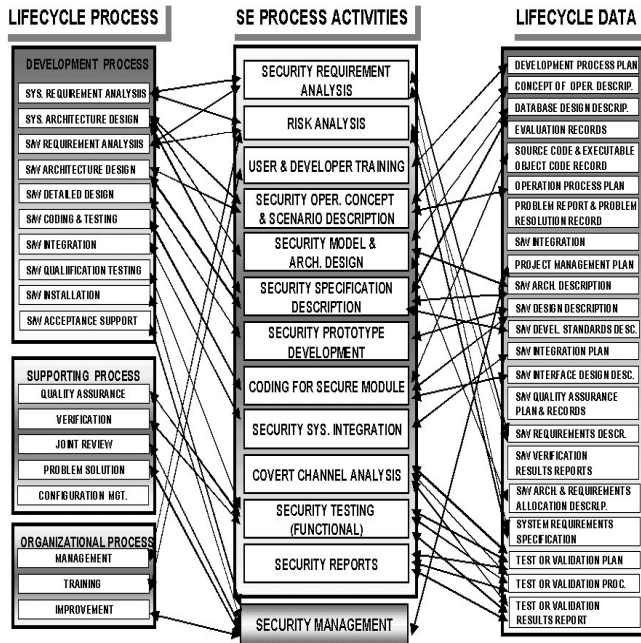 LIFECYCLE PROCESS
DEVELOPMENT PROCESS
SYS. REQUIREMENT ANALYSIS
SYS. ARCHITECTURE DESIGN
S/W REQUIREMENT ANALYSIS
S/W ARCHITECTURE DESIGN
S/W DETAILED DESIGN
S/W CODING & TESTING
S/W INTEGRATION
S/W QUALIFICATION TESTING
S/W INSTALLATION
S/W ACCEPTANCE SUPPORT
SUPPORTING PROCESS
QUALITY ASSURANCE
VERIFICATION
JOINT REVIEW
PROBLEM SOLUTION
CONFIGURATION MGT.
ORGANIZATIONAL PROCESS
MANAGEMENT
TRAINING
IMPROVEMENT
SE PROCESS ACTIVITIES
SECURITY REQUIREMENT
ANALYSIS
RISK ANALYSIS
USER & DEVELOPER TRAINING
SECURITY OPER. CONCEPT
& SCENARIO DESCRIPTION
SECURITY MODEL &
ARCH. DESIGN
SECURITY SPECIFICATION
DESCRIPTION
SECURITY PROTOTYPE
DEVELOPMENT
CODING FOR SECURE MODULE
SECURITY SYS. INTEGRATION
COVERT CHANNEL ANALYSIS
SECURITY TESTING
(FUNCTIONAL)
SECURITY REPORTS
SECURITY MANAGEMENT
LIFECYCLE DATA
DEVELOPMENT PROCESS PLAN
CONCEPT OF OPER. DESCRIP.
DATABASE DESIGN DESCRIP.
EVALUATION RECORDS
SOURCE CODE & EXECUTABLE
OBJECT CODE RECORD
OPERATION PROCESS PLAN
PROBLEM REPORT & PROBLEM
RESOLUTION RECORD
S/W INTEGRATION
PROJECT MANAGEMENT PLAN
S/W ARCH. DESCRIPTION
S/W DESIGN DESCRIPTION
S/W DEVEL. STANDARDS DESC.
S/W INTEGRATION PLAN
S/W INTERFACE DESIGN DESC.
S/W QUALITY ASSURANCE
PLAN & RECORDS
S/W REQUIREMENTS DESCR.
S/W VERIFICATION
RESULTS REPORTS
S/W ARCH. & REQUIREMENTS
ALLOCATION DESCRLP.
SYSTEM REQUIREMENTS
SPECIFICATION
TEST OR VALIDATION PLAN
TEST OR VALIDATION PROC.
TEST OR VALIDATION
RESULTS REPORT